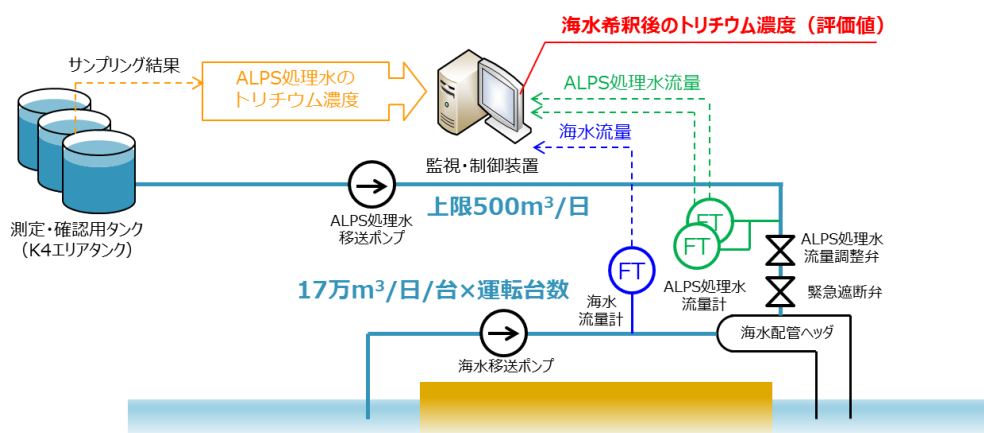 海水希釈後のトリチウム濃度（評価値）
サンプリング結果
ALPS処理水の
トリチウム濃度
ALPS処理水流量
海水流量
監視・制御装置
測定・確認用タンク
（K4エリアタンク）
ALPS処理水
移送ポンプ
上限500m³/日
FT
FT
ALPS処理水
流量調整弁
FT
ALPS処理水
流量計
緊急遮断弁
17万m³/日/台×運転台数
海水
流量計
海水配管ヘッダ
海水移送ポンプ